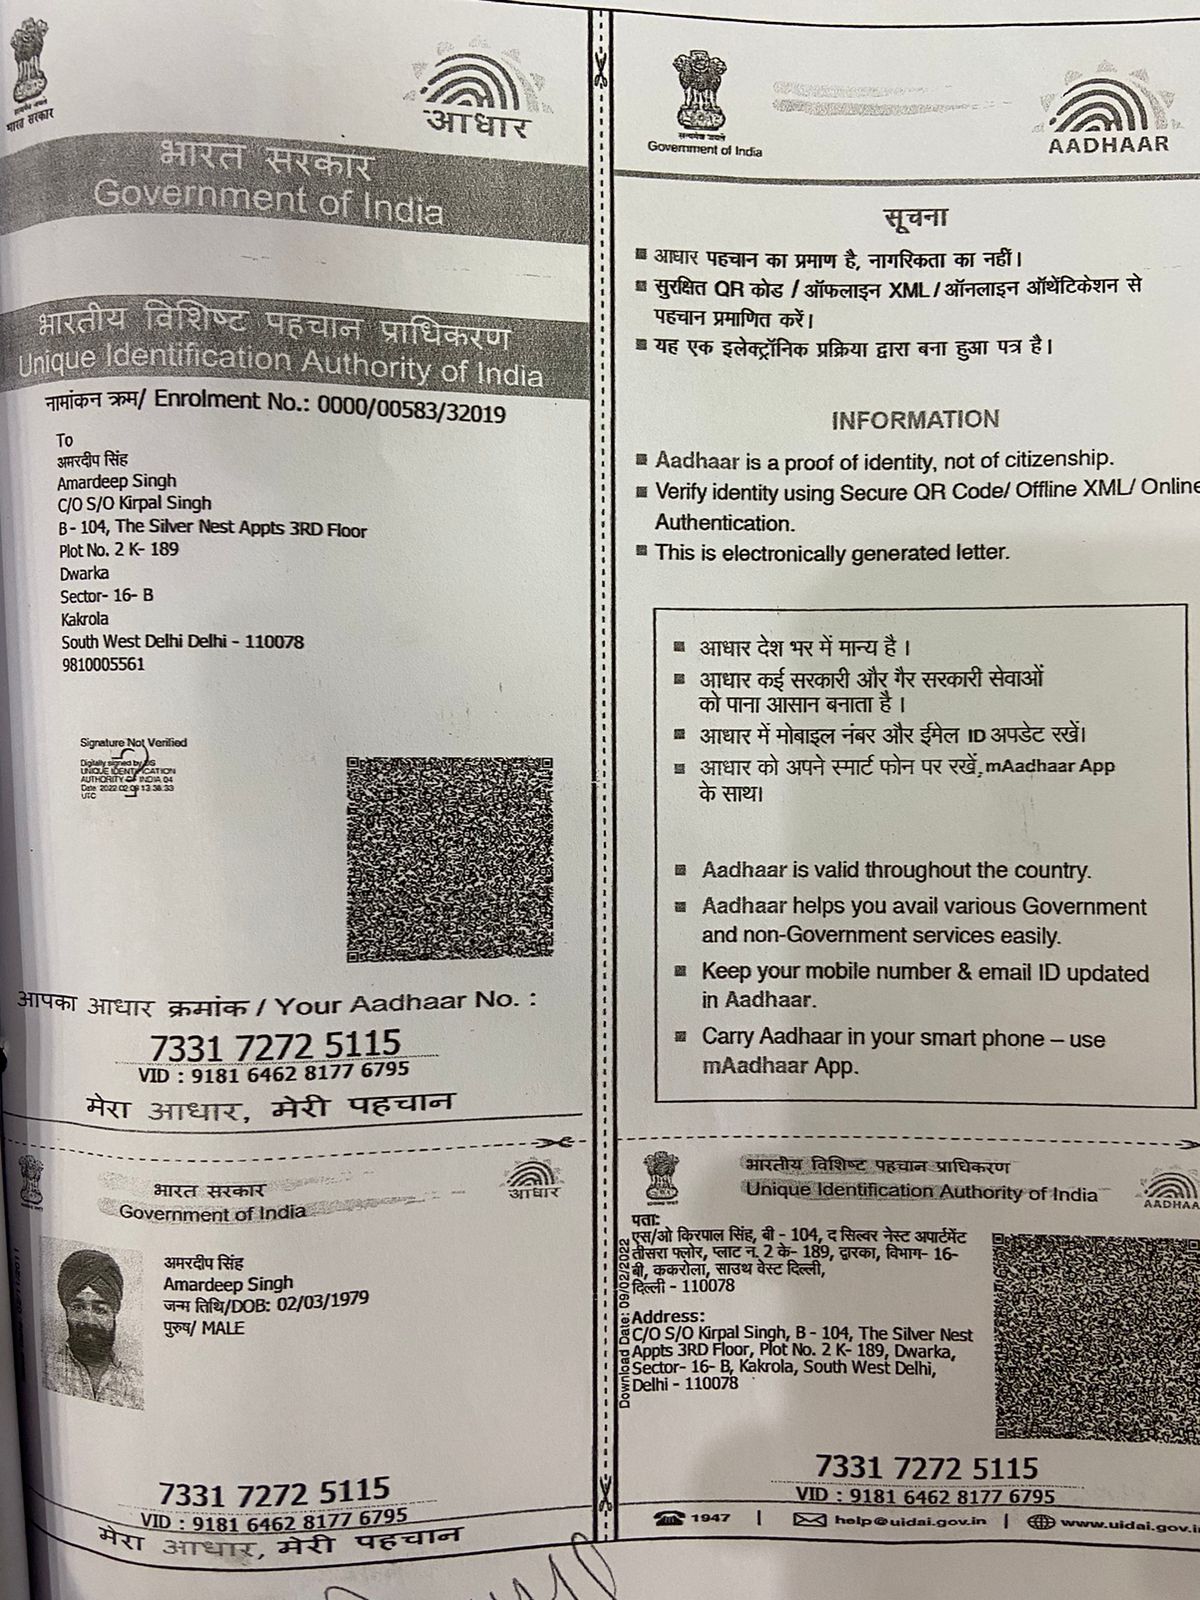 भारत सरकार
आधार
भारत सरकार
Government of India
भारतीय विशिष्ट पहचान प्राधिकरण
Unique Identification Authority of India
नामांकन क्रम/ Enrolment No.: 0000/00583/32019
To
अमरदीप सिंह
Amardeep Singh
C/O S/O Kirpal Singh
B - 104, The Silver Nest Appts 3RD Floor
Plot No. 2 K- 189
Dwarka
Sector- 16- B
Kakrola
South West Delhi Delhi - 110078
9810005561
Signature Not Verified
Digitally signed by DS
UNIQUE IDENTIFICATION
AUTHORITY OF INDIA 04
Date: 2022.02.09 13:38:33
UTC
आपका आधार क्रमांक / Your Aadhaar No. :
7331 7272 5115
VID : 9181 6462 8177 6795
मेरा आधार, मेरी पहचान
भारत सरकार
Government of India
आधार
अमरदीप सिंह
Amardeep Singh
जन्म तिथि/DOB: 02/03/1979
पुरुष/ MALE
7331 7272 5115
VID : 9181 6462 8177 6795
मेरा आधार, मेरी पहचान
सत्यमेव जयते
Government of India
AADHAAR
सूचना
आधार पहचान का प्रमाण है, नागरिकता का नहीं।
सुरक्षित QR कोड / ऑफलाइन XML / ऑनलाइन ऑथेंटिकेशन से
पहचान प्रमाणित करें।
यह एक इलेक्ट्रॉनिक प्रक्रिया द्वारा बना हुआ पत्र है।
INFORMATION
Aadhaar is a proof of identity, not of citizenship.
Verify identity using Secure QR Code/ Offline XML/ Online
Authentication.
This is electronically generated letter.
आधार देश भर में मान्य है।
आधार कई सरकारी और गैर सरकारी सेवाओं
को पाना आसान बनाता है।
आधार में मोबाइल नंबर और ईमेल ID अपडेट रखें।
आधार को अपने स्मार्ट फोन पर रखें, mAadhaar App
के साथ।
Aadhaar is valid throughout the country.
Aadhaar helps you avail various Government
and non-Government services easily.
Keep your mobile number & email ID updated
in Aadhaar.
Carry Aadhaar in your smart phone – use
mAadhaar App.
भारतीय विशिष्ट पहचान प्राधिकरण
Unique Identification Authority of India
AADHAA
पता:
एस/ओ किरपाल सिंह, बी - 104, द सिल्वर नेस्ट अपार्टमेंट
तीसरा फ्लोर, प्लाट न. 2 के- 189, द्वारका, विभाग- 16-
बी, ककरोला, साउथ वेस्ट दिल्ली,
दिल्ली - 110078
Address:
C/O S/O Kirpal Singh, B - 104, The Silver Nest
Appts 3RD Floor, Plot No. 2 K- 189, Dwarka,
Sector- 16- B, Kakrola, South West Delhi,
Delhi - 110078
Download Date: 09/02/2022
7331 7272 5115
VID : 9181 6462 8177 6795
1947 | help@uidai.gov.in | www.uidai.gov.in